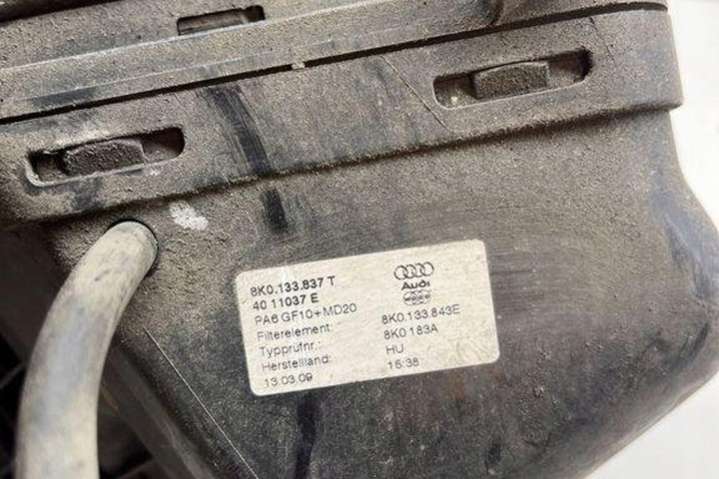 8K0.133.837 T
40 11037 E
PA6 GF10+MD20
Filterelement: 8K0.133.843E
Typprüfnr.: 8K0 183A
Herstellland: HU
13.03.09 15:38
Audi